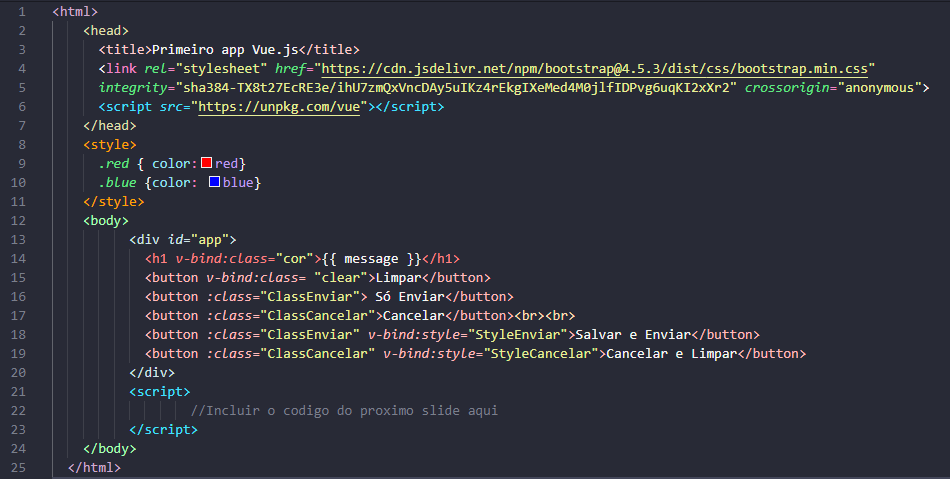 1 <html>
2 <head>
3 <title>Primeiro app Vue.js</title>
4 <link rel="stylesheet" href="https://cdn.jsdelivr.net/npm/bootstrap@4.5.3/dist/css/bootstrap.min.css"
5 integrity="sha384-TX8t27EcRE3e/ihU7zmQxVncDAy5uIKz4rEkgIXeMed4M0jlfIDPvg6uqKI2xXr2" crossorigin="anonymous">
6 <script src="https://unpkg.com/vue"></script>
7 </head>
8 <style>
9 .red { color: red}
10 .blue {color: blue}
11 </style>
12 <body>
13 <div id="app">
14 <h1 v-bind:class="cor">{{ message }}</h1>
15 <button v-bind:class= "clear">Limpar</button>
16 <button :class="ClassEnviar"> Só Enviar</button>
17 <button :class="ClassCancelar">Cancelar</button><br><br>
18 <button :class="ClassEnviar" v-bind:style="StyleEnviar">Salvar e Enviar</button>
19 <button :class="ClassCancelar" v-bind:style="StyleCancelar">Cancelar e Limpar</button>
20 </div>
21 <script>
22 //Incluir o codigo do proximo slide aqui
23 </script>
24 </body>
25 </html>